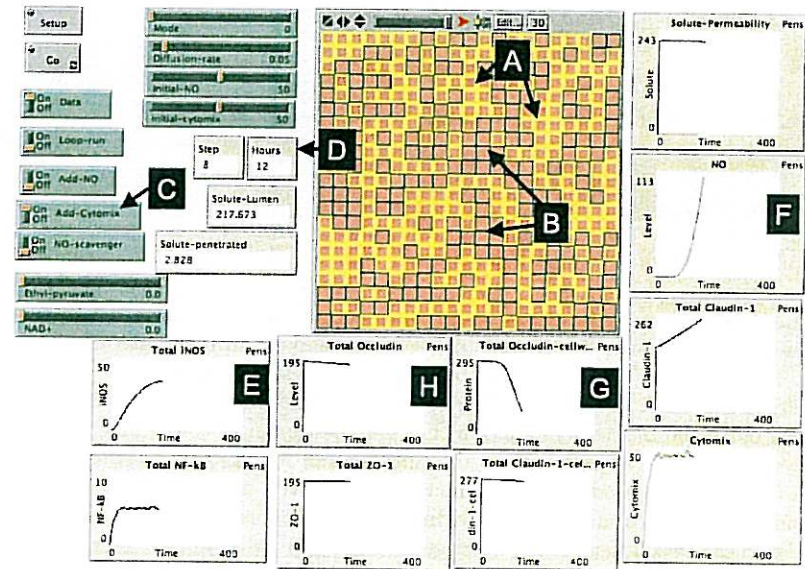 Setup
Go
On
Off
Data
On
Off
Loop-run
On
Off
Add-NO
On
Off
Add-Cytomix
On
Off
NO-scavenger
Ethyl-pyruvate 0.0
NAD+ 0.0
Mode 0
Diffusion-rate 0.05
Initial-NO 50
Initial-cytomix 50
Step
8
Hours
12
Solute-Lumen
217.673
Solute-penetrated
2.828
Edit...
3D
A
B
C
D
Solute-Permeability
243
Solute
0
Time 400
NO Pens
113
Level
0
Time 400
F
Total Claudin-1 Pens
262
Claudin-1
0
Time 400
Cytomix Pens
50
Cytomix
0
0 Time 400
Total iNOS Pens
50
iNOS
0
0 Time 400
E
Total Occludin Pens
195
Level
0
0 Time 400
H
Total Occludin-cellw... Pens
295
Protein
0
0 Time 400
G
Total NF-kB Pens
10
NF-kB
0
0 Time 400
Total ZO-1 Pens
195
ZO-1
0
0 Time 400
Total Claudin-1-cel... Pens
277
din-1-cel
0
0 Time 400